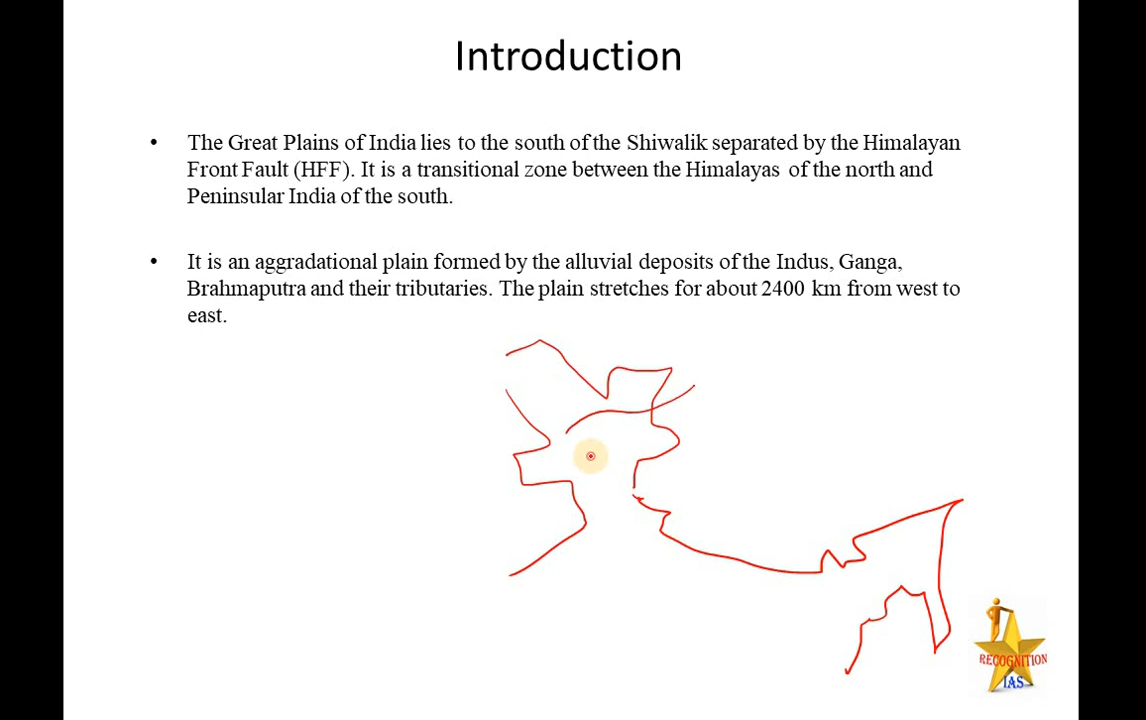 Introduction
• The Great Plains of India lies to the south of the Shiwalik separated by the Himalayan
Front Fault (HFF). It is a transitional zone between the Himalayas of the north and
Peninsular India of the south.
• It is an aggradational plain formed by the alluvial deposits of the Indus, Ganga,
Brahmaputra and their tributaries. The plain stretches for about 2400 km from west to
east.
RECOGNITION
IAS